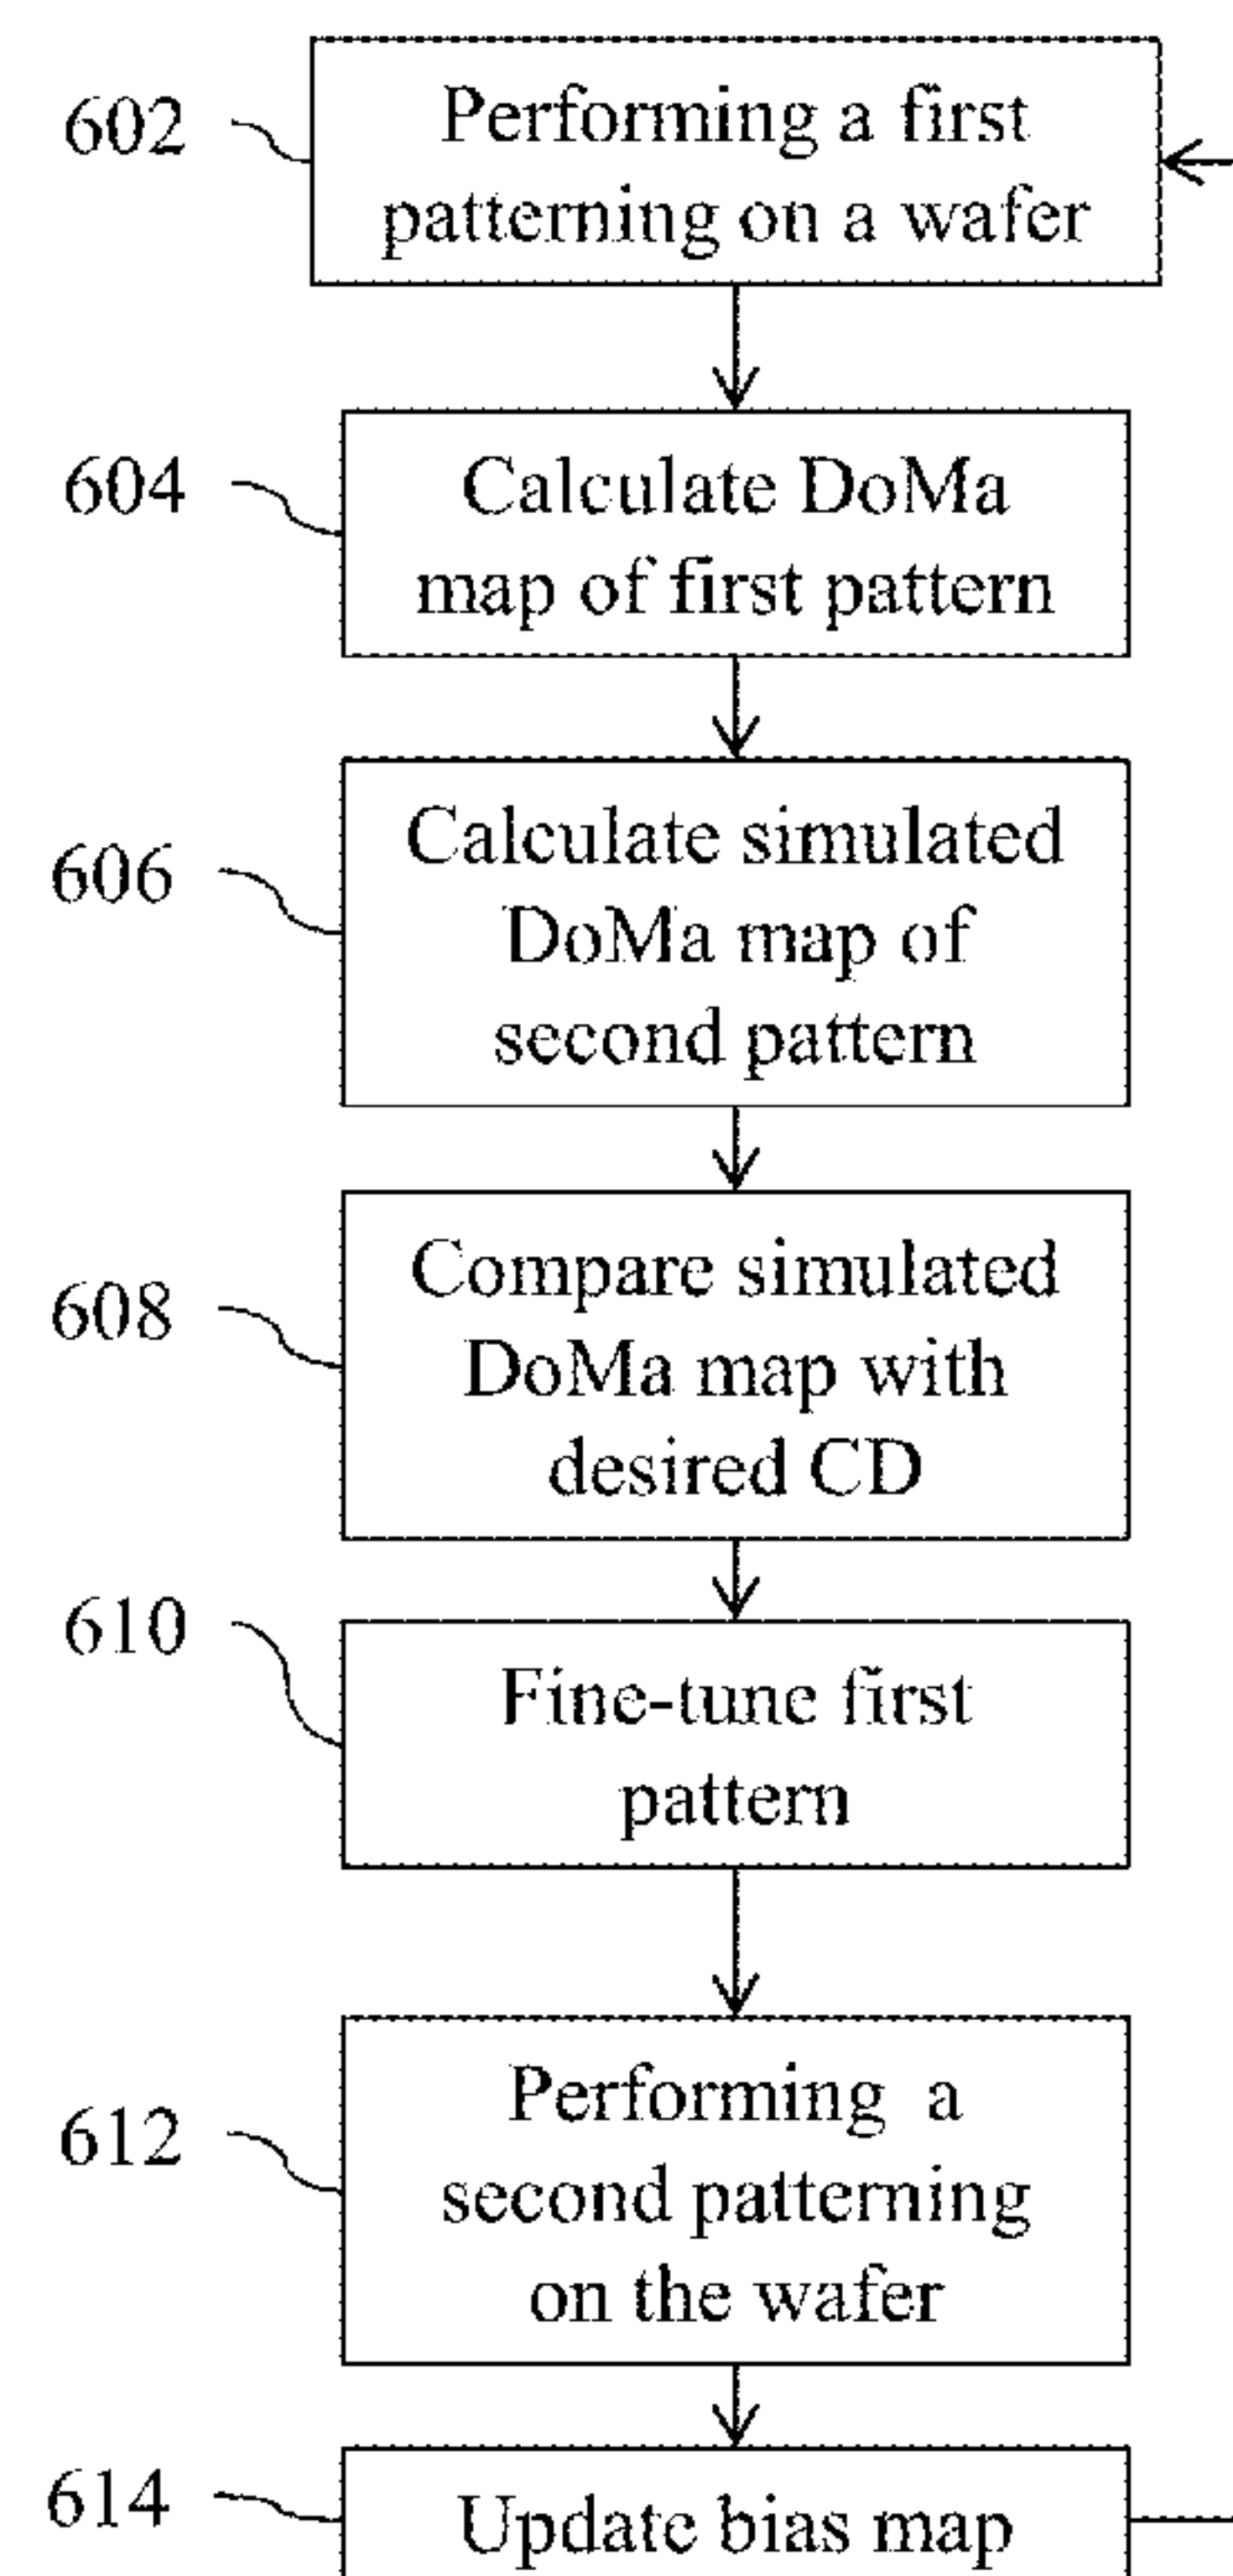 602
Performing a first
patterning on a wafer
604
Calculate DoMa
map of first pattern
606
Calculate simulated
DoMa map of
second pattern
608
Compare simulated
DoMa map with
desired CD
610
Fine-tune first
pattern
612
Performing a
second patterning
on the wafer
614
Update bias map